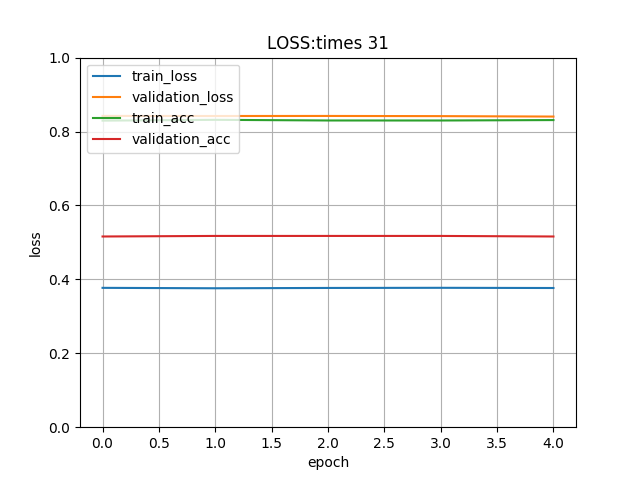 LOSS:times 31
1.0
0.8
0.6
0.4
0.2
0.0
loss
train_loss
validation_loss
train_acc
validation_acc
0.0 0.5 1.0 1.5 2.0 2.5 3.0 3.5 4.0
epoch